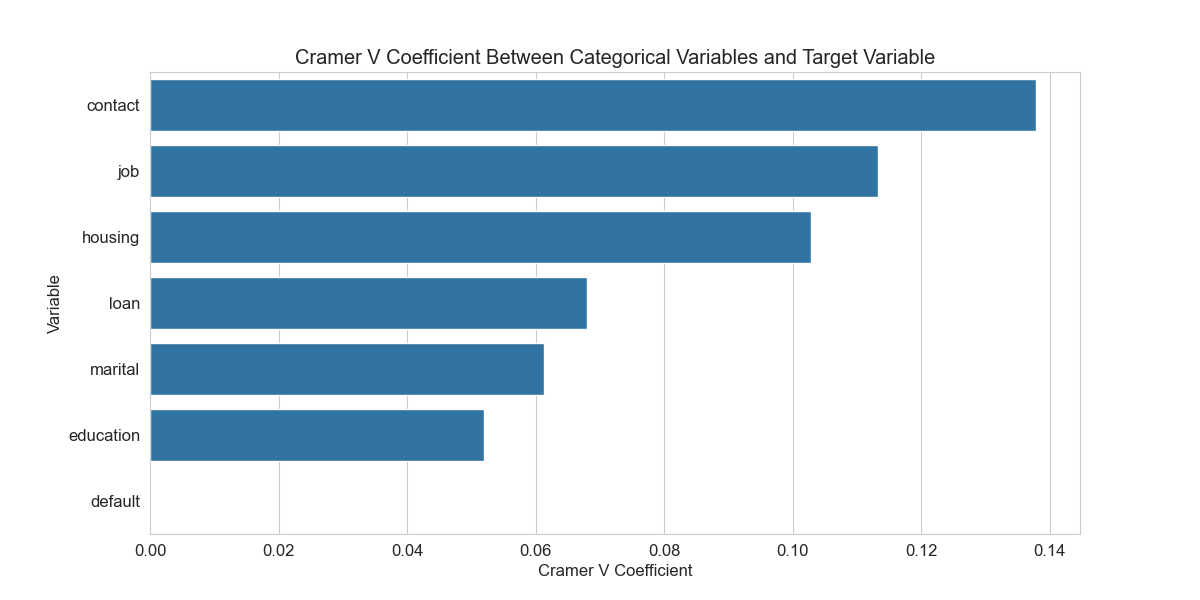 Cramer V Coefficient Between Categorical Variables and Target Variable
Variable
contact
job
housing
loan
marital
education
default
0.00 0.02 0.04 0.06 0.08 0.10 0.12 0.14
Cramer V Coefficient